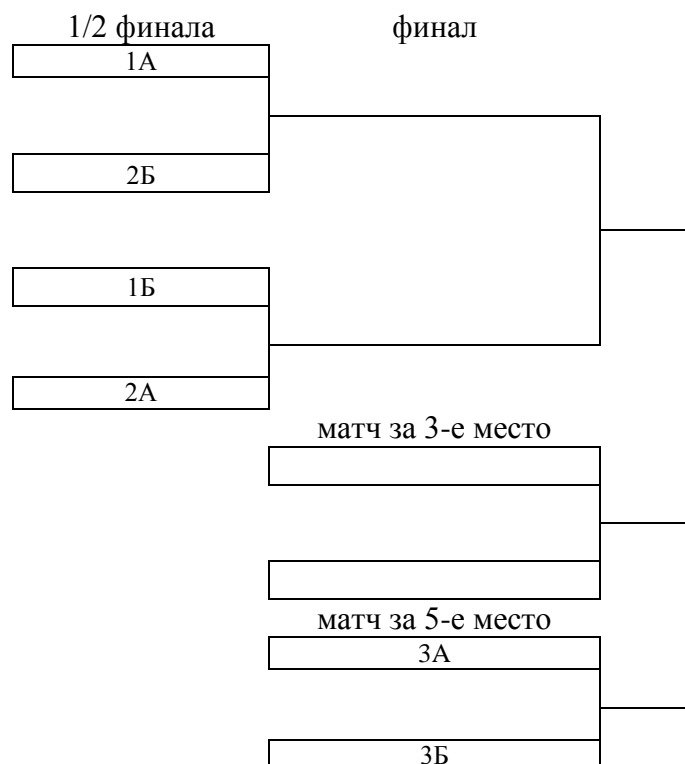 1/2 финала финал
1А
2Б
1Б
2А
матч за 3-е место
матч за 5-е место
3А
3Б